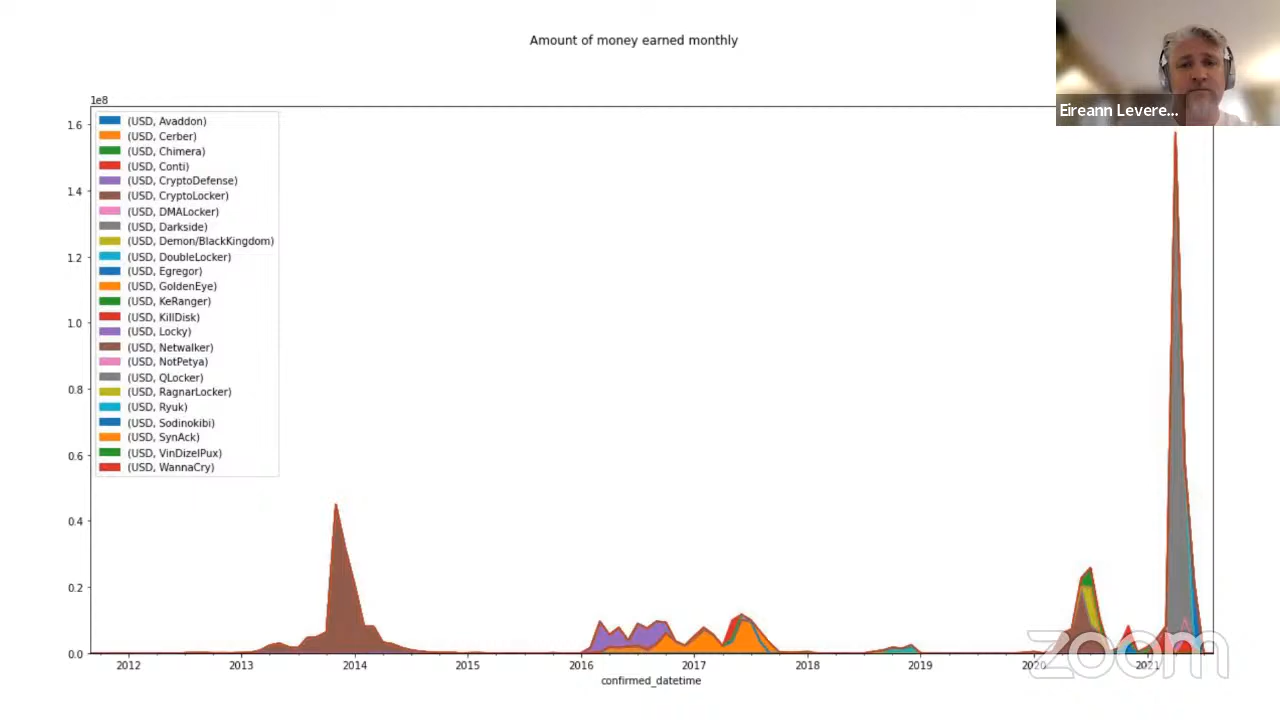 Amount of money earned monthly
Eireann Levere...
1e8
1.6
1.4
1.2
1.0
0.8
0.6
0.4
0.2
0.0
(USD, Avaddon)
(USD, Cerber)
(USD, Chimera)
(USD, Conti)
(USD, CryptoDefense)
(USD, CryptoLocker)
(USD, DMALocker)
(USD, Darkside)
(USD, Demon/BlackKingdom)
(USD, DoubleLocker)
(USD, Egregor)
(USD, GoldenEye)
(USD, KeRanger)
(USD, KillDisk)
(USD, Locky)
(USD, Netwalker)
(USD, NotPetya)
(USD, QLocker)
(USD, RagnarLocker)
(USD, Ryuk)
(USD, Sodinokibi)
(USD, SynAck)
(USD, VinDizelPux)
(USD, WannaCry)
2012 2013 2014 2015 2016 2017 2018 2019 2020 2021
confirmed_datetime
zoom